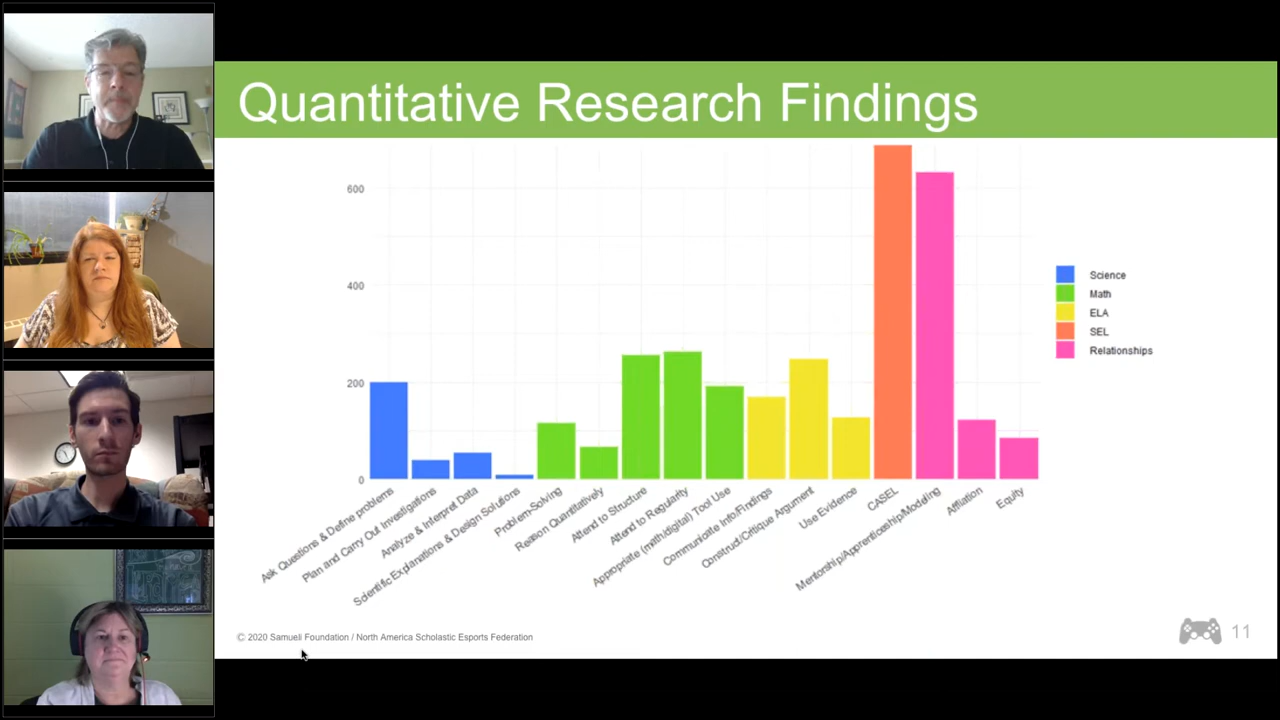 Quantitative Research Findings
600
400
200
0
Science
Math
ELA
SEL
Relationships
Ask Questions & Define problems
Plan and Carry Out Investigations
Analyze & Interpret Data
Scientific Explanations & Design Solutions
Problem-Solving
Reason Quantitatively
Attend to Structure
Attend to Regularity
Appropriate (math/digital) Tool Use
Communicate Info/Findings
Construct/Critique Argument
Use Evidence
CASEL
Mentorship/Apprenticeship/Modeling
Affliation
Equity
© 2020 Samueli Foundation / North America Scholastic Esports Federation
11